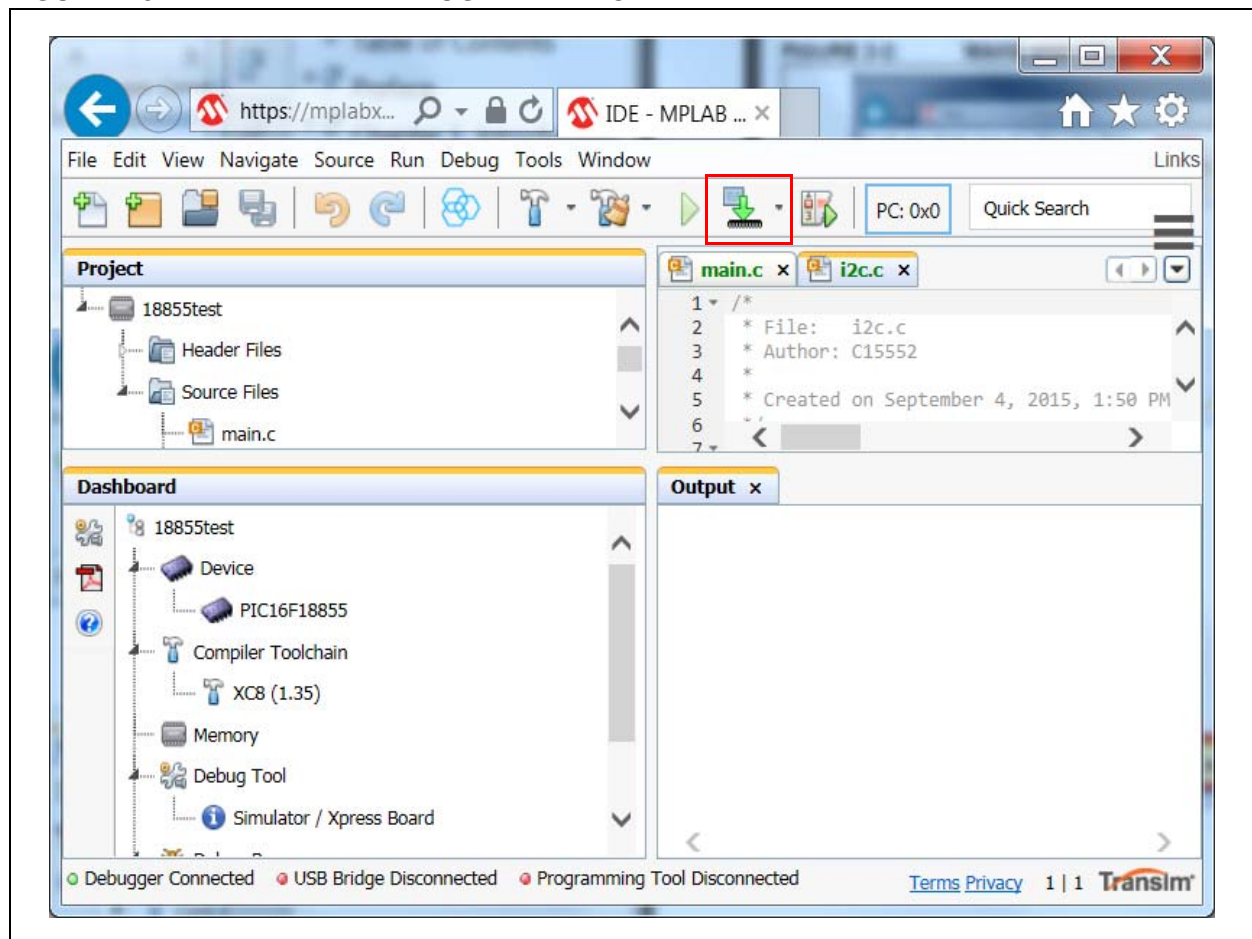 https://mplabx... IDE - MPLAB ...
File Edit View Navigate Source Run Debug Tools Window Links
PC: 0x0 Quick Search
Project
18855test
Header Files
Source Files
main.c
main.c x i2c.c x
1 /*
2 * File: i2c.c
3 * Author: C15552
4 *
5 * Created on September 4, 2015, 1:50 PM
6
7
Dashboard
18855test
Device
PIC16F18855
Compiler Toolchain
XC8 (1.35)
Memory
Debug Tool
Simulator / Xpress Board
Output x
Debugger Connected USB Bridge Disconnected Programming Tool Disconnected Terms Privacy 1 | 1 Transim